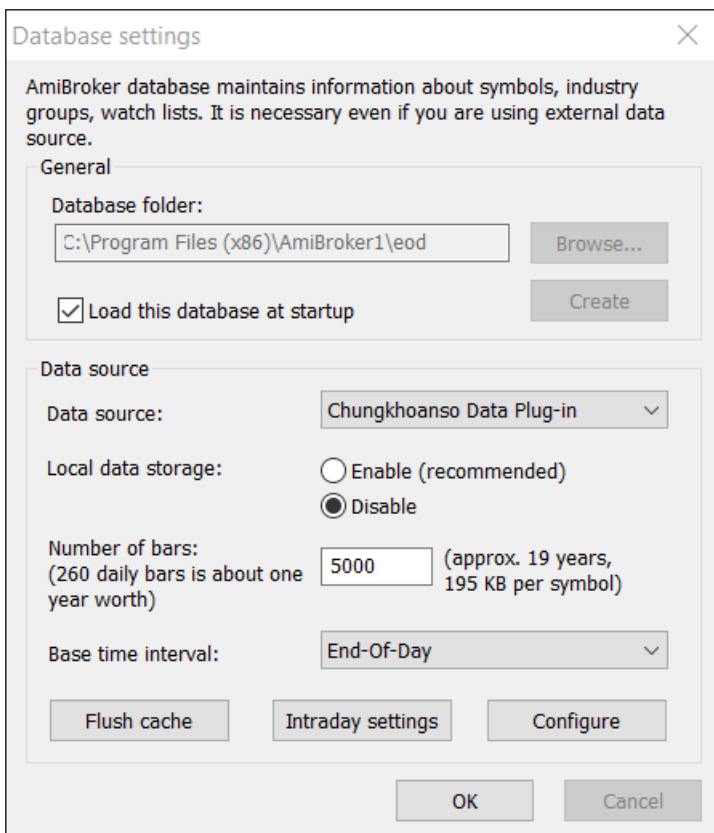 Database settings
AmiBroker database maintains information about symbols, industry
groups, watch lists. It is necessary even if you are using external data
source.
General
Database folder:
C:\Program Files (x86)\AmiBroker1\eod
Browse...
Load this database at startup
Create
Data source
Data source:
Chungkhoanso Data Plug-in
Local data storage:
Enable (recommended)
Disable
Number of bars:
(260 daily bars is about one
year worth)
5000
(approx. 19 years,
195 KB per symbol)
Base time interval:
End-Of-Day
Flush cache
Intraday settings
Configure
OK
Cancel